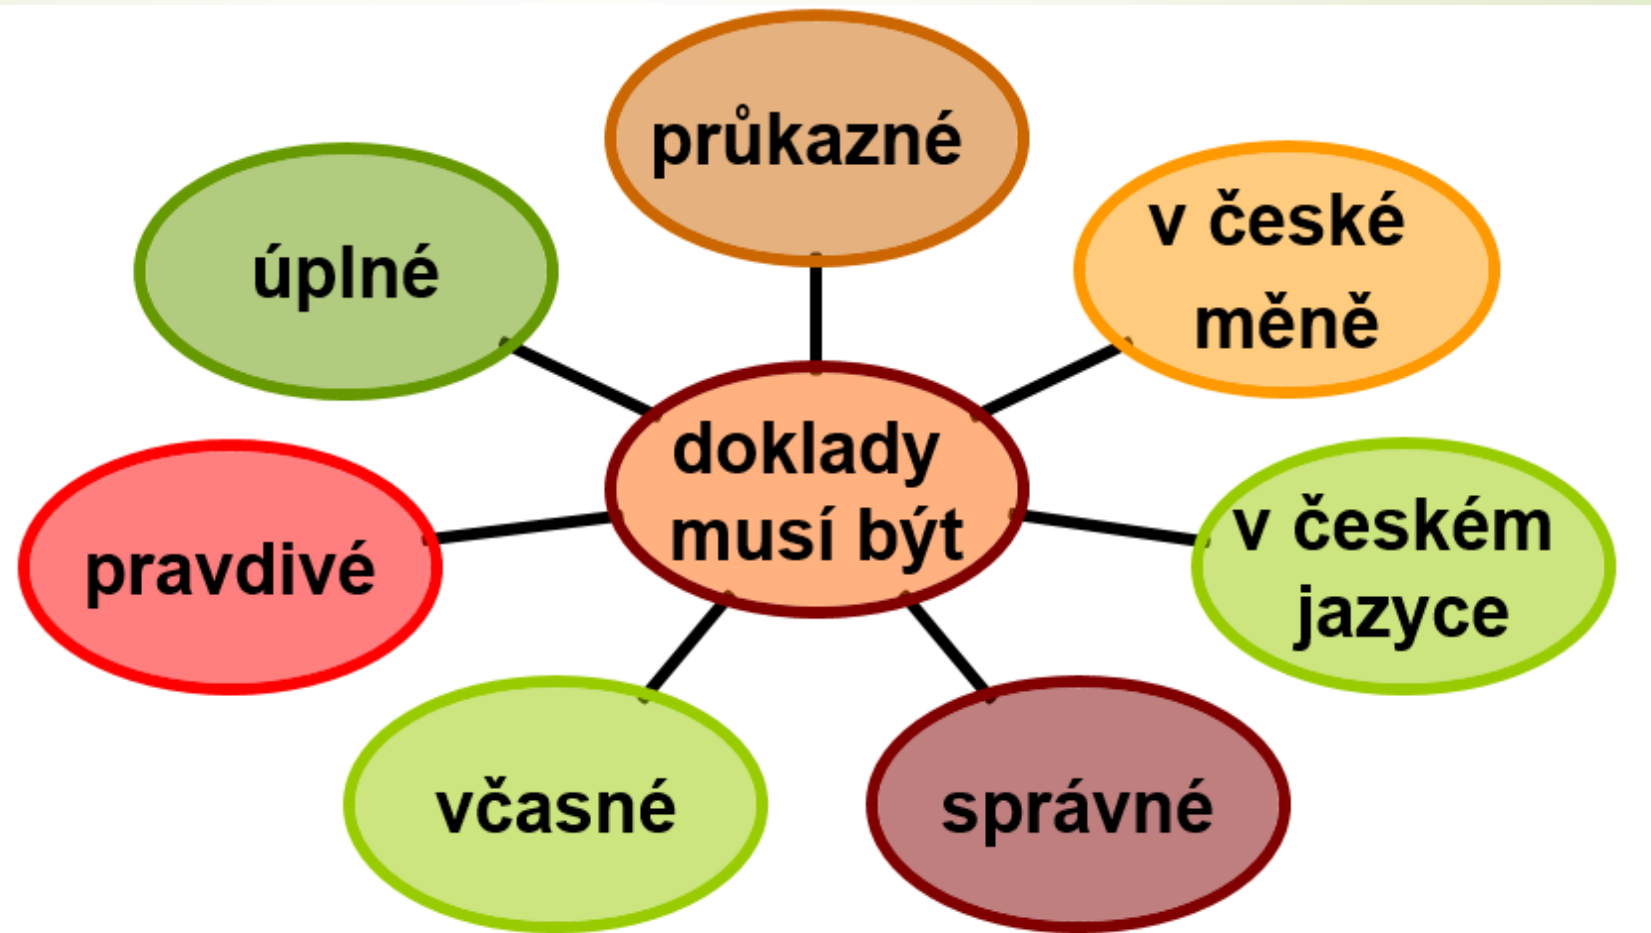 průkazné
v české
měně
úplné
doklady
musí být
v českém
jazyce
pravdivé
včasné
správné